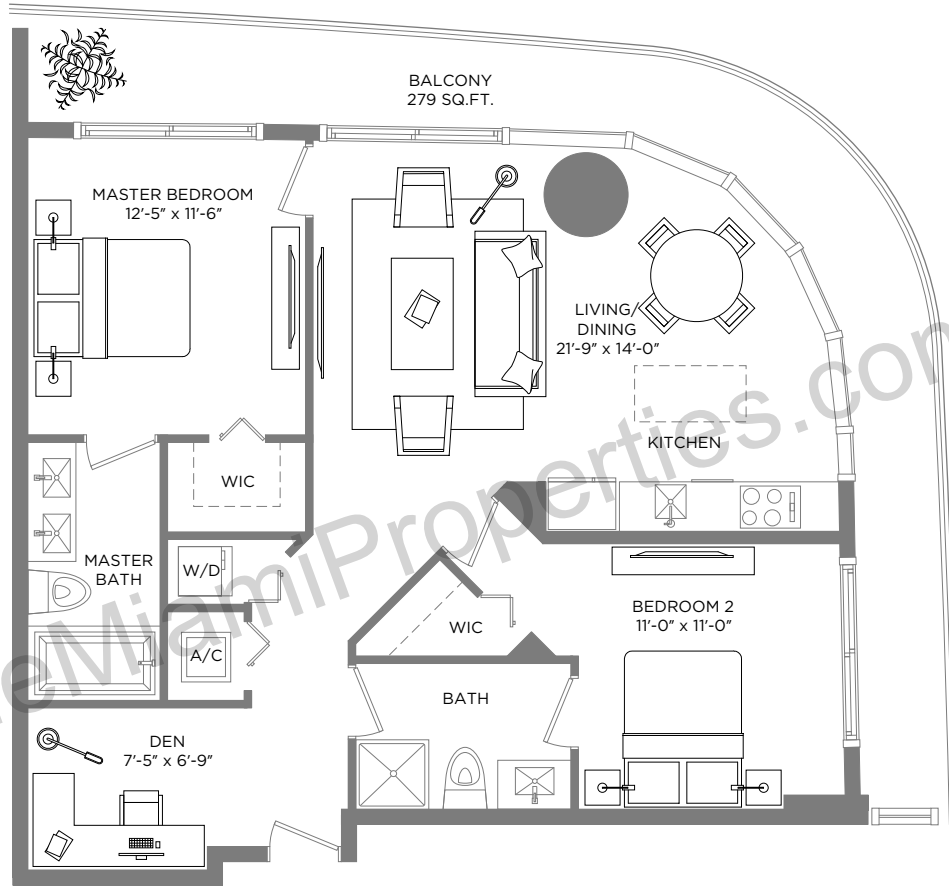 BALCONY
279 SQ.FT.
MASTER BEDROOM
12'-5" x 11'-6"
LIVING/
DINING
21'-9" x 14'-0"
KITCHEN
WIC
MASTER
BATH
W/D
A/C
WIC
BEDROOM 2
11'-0" x 11'-0"
BATH
DEN
7'-5" x 6'-9"
eMiamiProperties.com